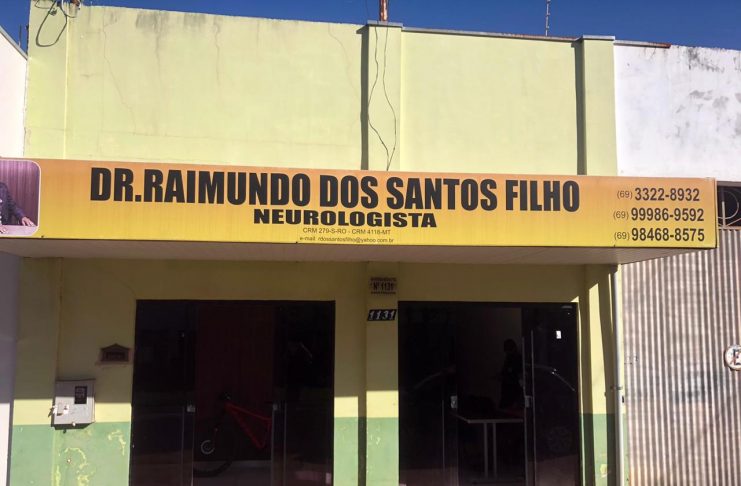 DR.RAIMUNDO DOS SANTOS FILHO
NEUROLOGISTA
CRM 279-S-RO - CRM 4118-MT
e-mail rdossantosfilho@yahoo.com.br
(69) 3322-8932
(69) 99986-9592
(69) 98468-8575
Nº 1131
1131